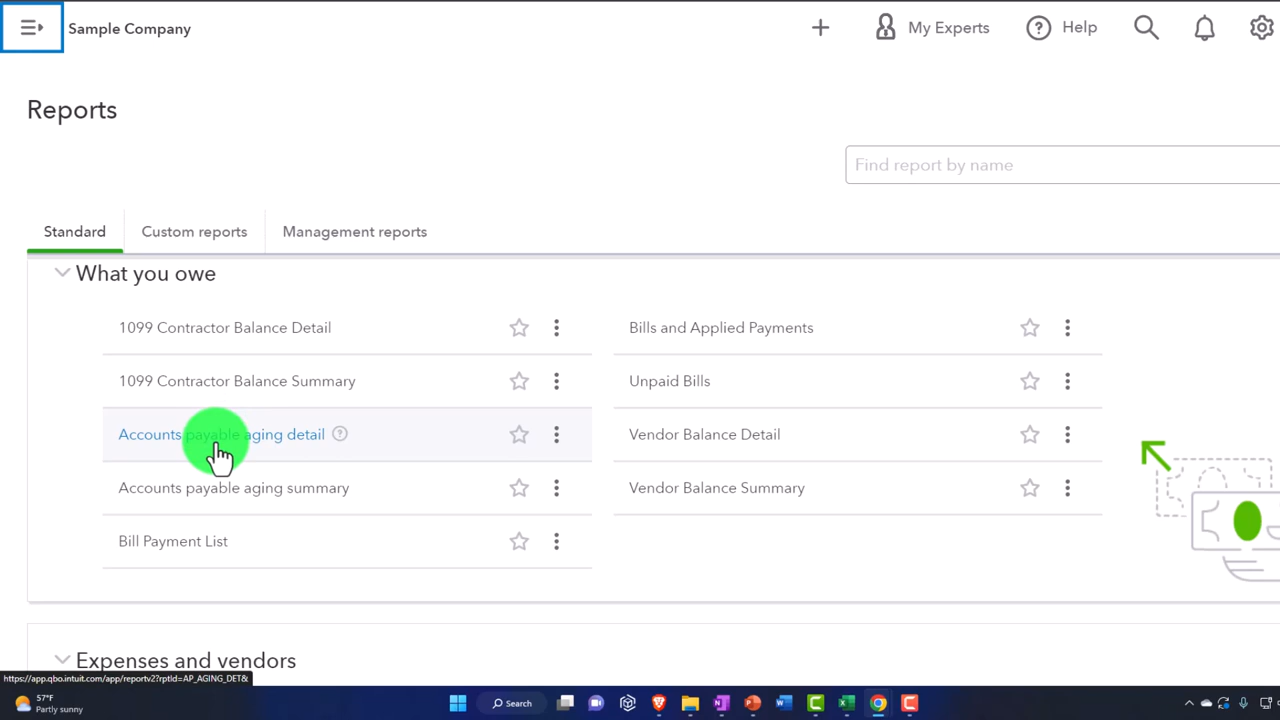 Sample Company
My Experts
Help
Reports
Find report by name
Standard
Custom reports
Management reports
What you owe
1099 Contractor Balance Detail
Bills and Applied Payments
1099 Contractor Balance Summary
Unpaid Bills
Accounts payable aging detail
Vendor Balance Detail
Accounts payable aging summary
Vendor Balance Summary
Bill Payment List
Expenses and vendors
https://app.qbo.intuit.com/app/reportv2?rptId=AP_AGING_DET&
57°F
Partly sunny
Search